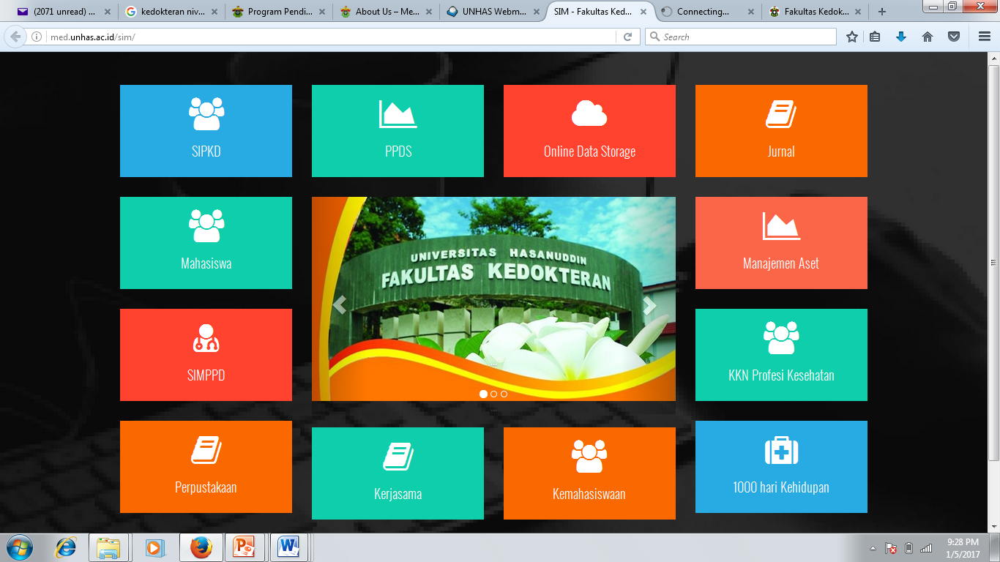 (2071 unread) ...
kedokteran niv...
Program Pendi...
About Us – Me...
UNHAS Webm...
SIM - Fakultas Ked...
Connecting...
Fakultas Kedok...
med.unhas.ac.id/sim/
Search
SIPKD
PPDS
Online Data Storage
Jurnal
Mahasiswa
UNIVERSITAS HASANUDDIN
FAKULTAS KEDOKTERAN
Manajemen Aset
SIMPPD
KKN Profesi Kesehatan
Perpustakaan
Kerjasama
Kemahasiswaan
1000 hari Kehidupan
9:28 PM
1/5/2017